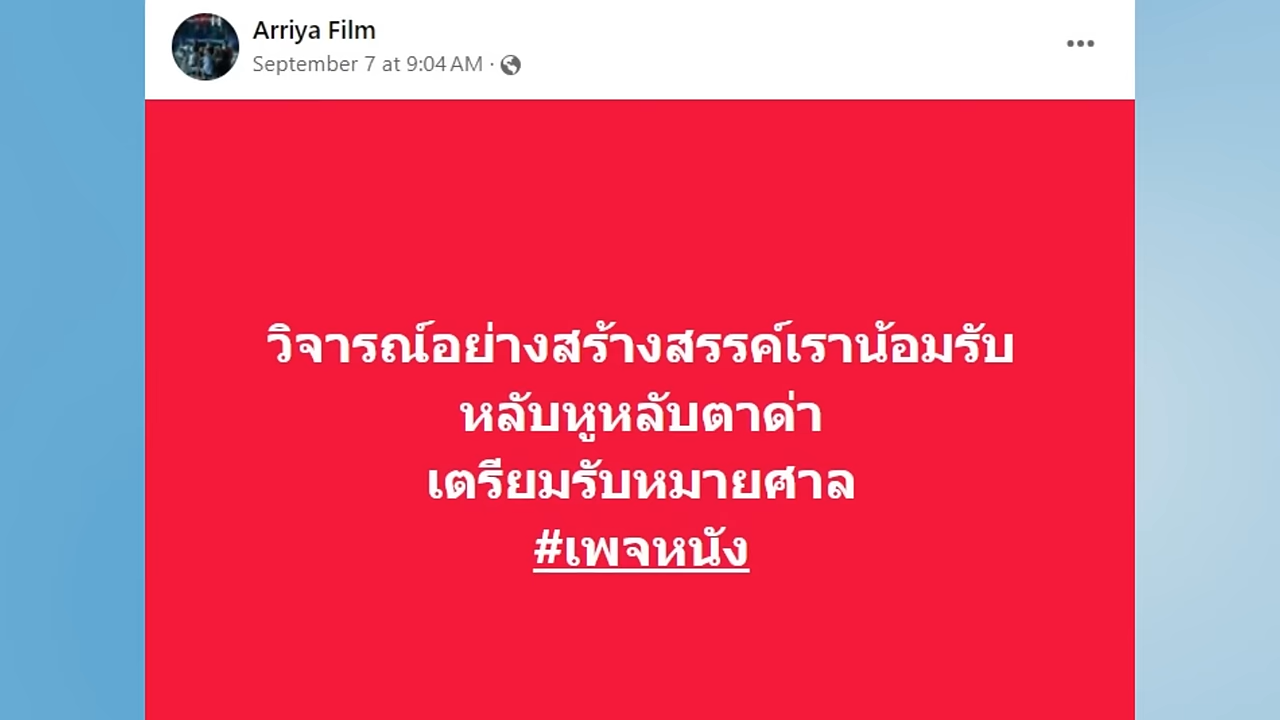 Arriya Film
September 7 at 9:04 AM ·
วิจารณ์อย่างสร้างสรรค์เราน้อมรับ
หลับหูหลับตาด่า
เตรียมรับหมายศาล
#เพจหนัง